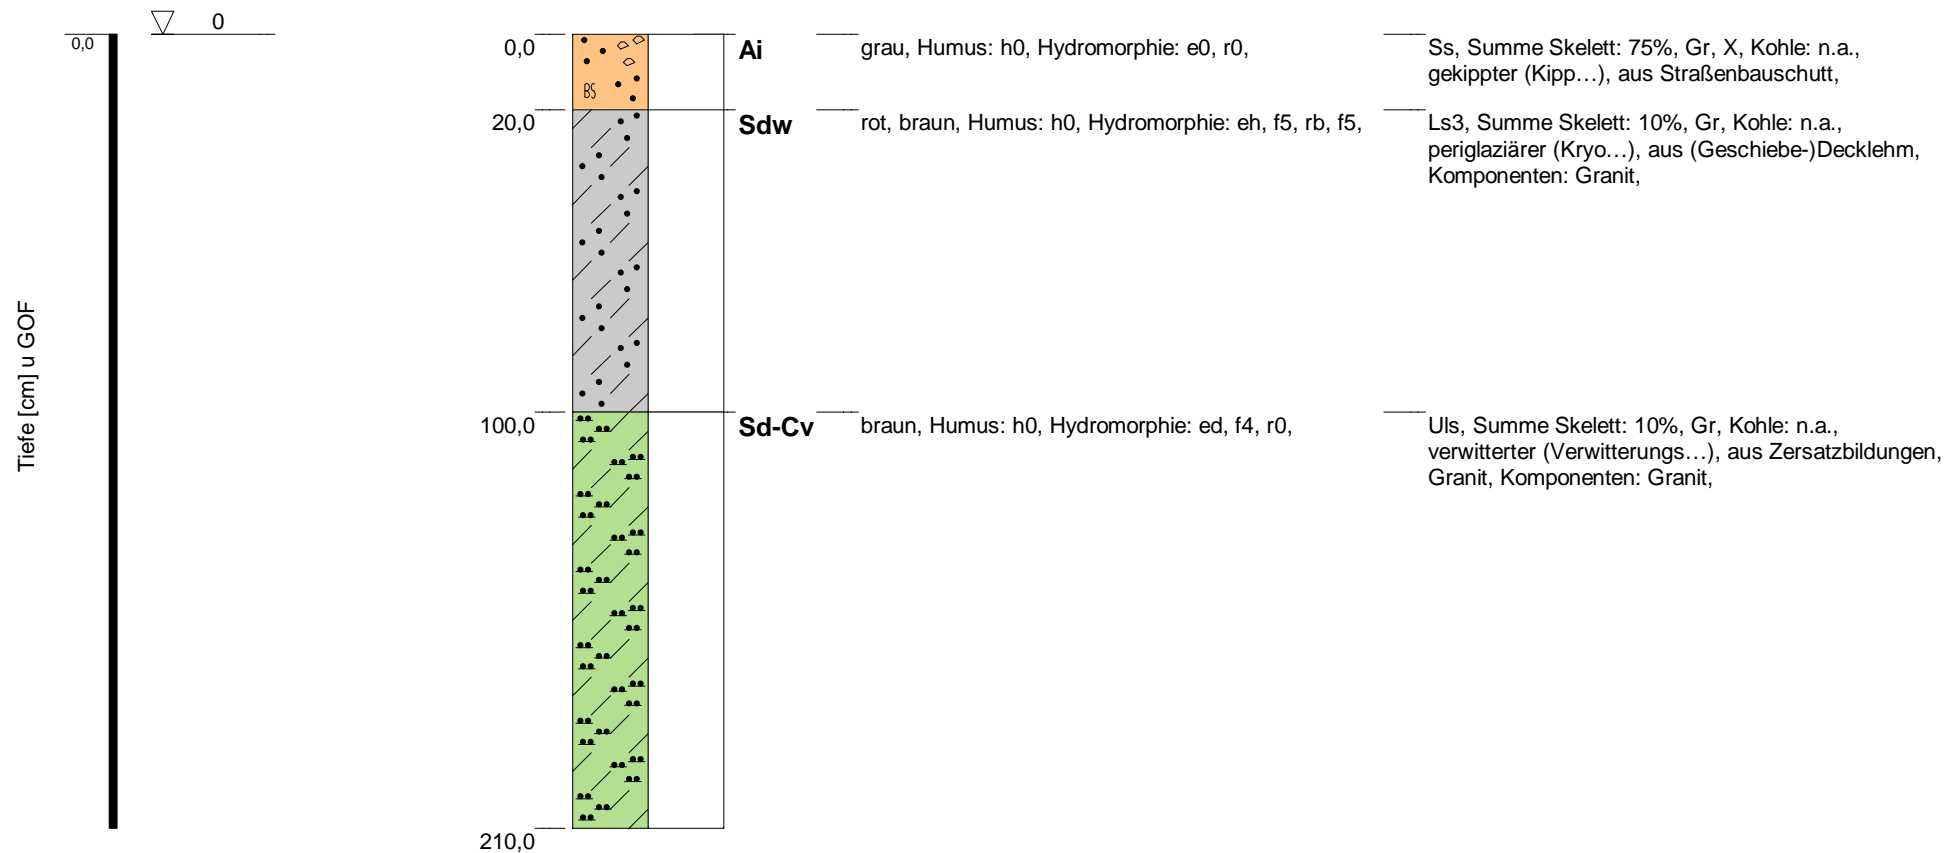 0
0,0
Tiefe [cm] u GOF
0,0
Ai
grau, Humus: h0, Hydromorphie: e0, r0,
Ss, Summe Skelett: 75%, Gr, X, Kohle: n.a.,
gekippter (Kipp…), aus Straßenbauschutt,
BS
20,0
Sdw
rot, braun, Humus: h0, Hydromorphie: eh, f5, rb, f5,
Ls3, Summe Skelett: 10%, Gr, Kohle: n.a.,
periglaziärer (Kryo…), aus (Geschiebe-)Decklehm,
Komponenten: Granit,
100,0
Sd-Cv
braun, Humus: h0, Hydromorphie: ed, f4, r0,
Uls, Summe Skelett: 10%, Gr, Kohle: n.a.,
verwitterter (Verwitterungs…), aus Zersatzbildungen,
Granit, Komponenten: Granit,
210,0